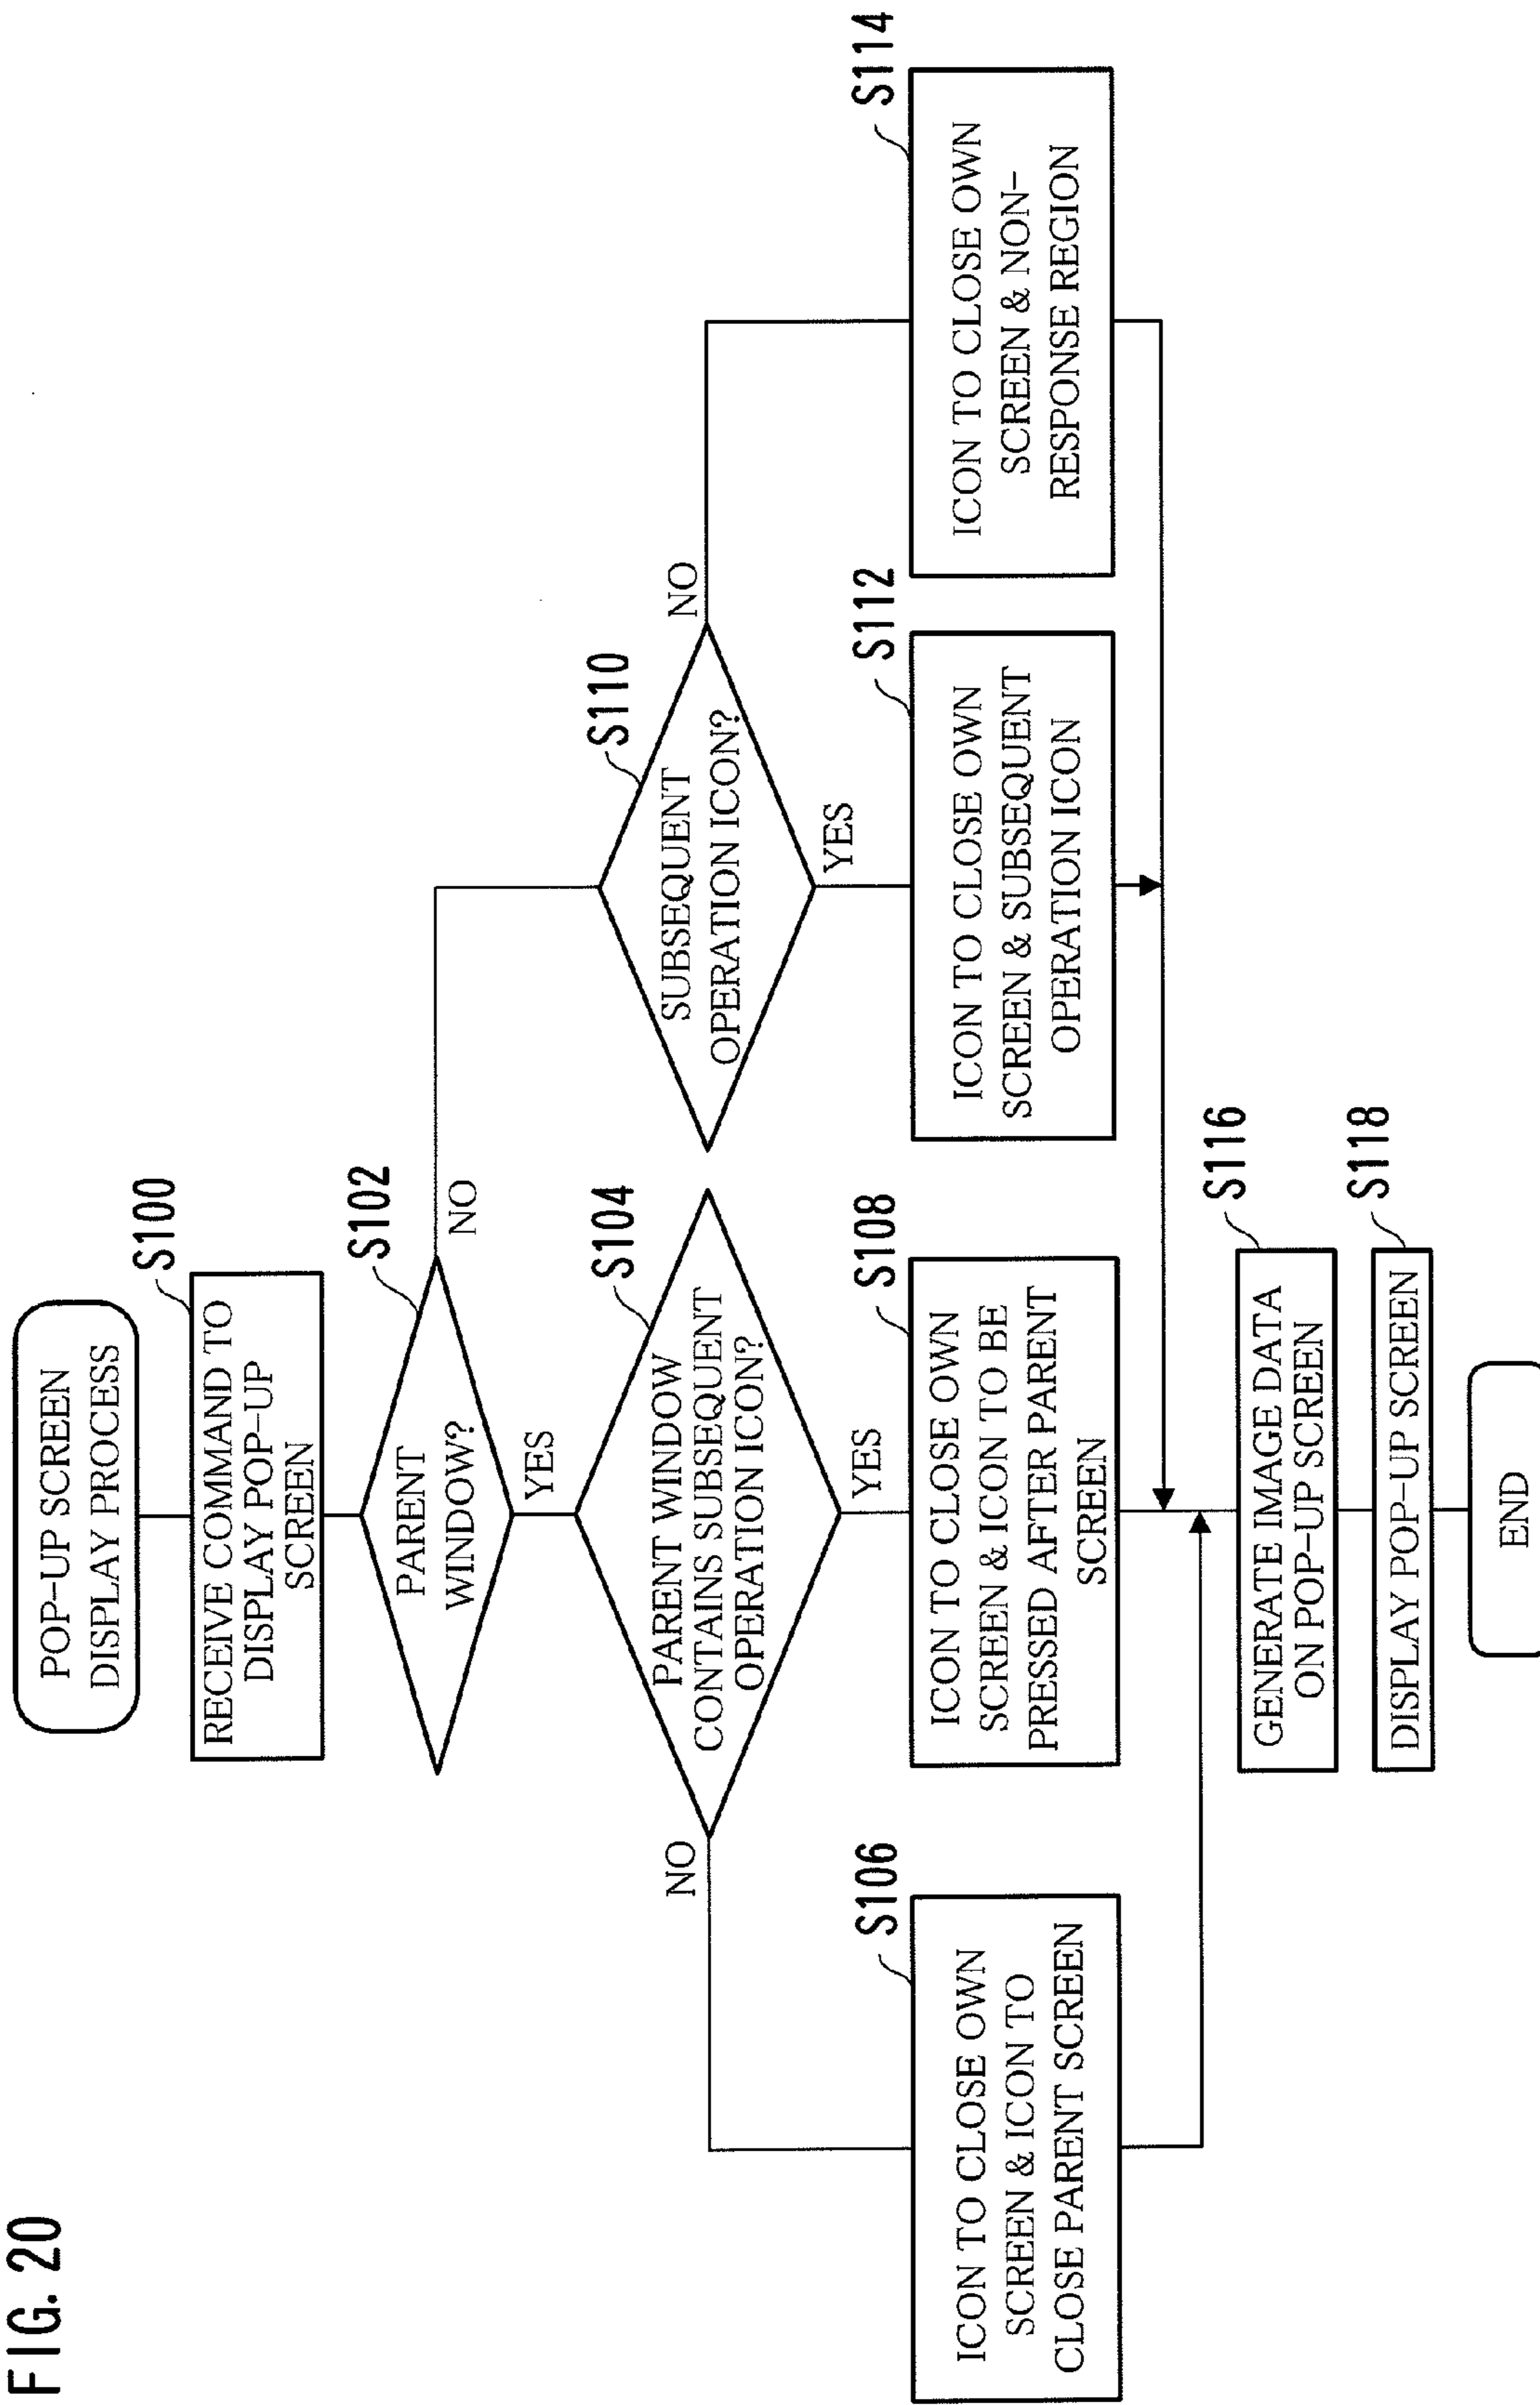 FIG. 20
POP-UP SCREEN
DISPLAY PROCESS
S100
RECEIVE COMMAND TO
DISPLAY POP-UP
SCREEN
S102
PARENT
WINDOW?
NO
YES
S104
PARENT WINDOW
CONTAINS SUBSEQUENT
OPERATION ICON?
NO
YES
S110
SUBSEQUENT
OPERATION ICON?
NO
YES
S106
ICON TO CLOSE OWN
SCREEN & ICON TO
CLOSE PARENT SCREEN
S108
ICON TO CLOSE OWN
SCREEN & ICON TO BE
PRESSED AFTER PARENT
SCREEN
S112
ICON TO CLOSE OWN
SCREEN & SUBSEQUENT
OPERATION ICON
S114
ICON TO CLOSE OWN
SCREEN & NON-
RESPONSE REGION
S116
GENERATE IMAGE DATA
ON POP-UP SCREEN
S118
DISPLAY POP-UP SCREEN
END